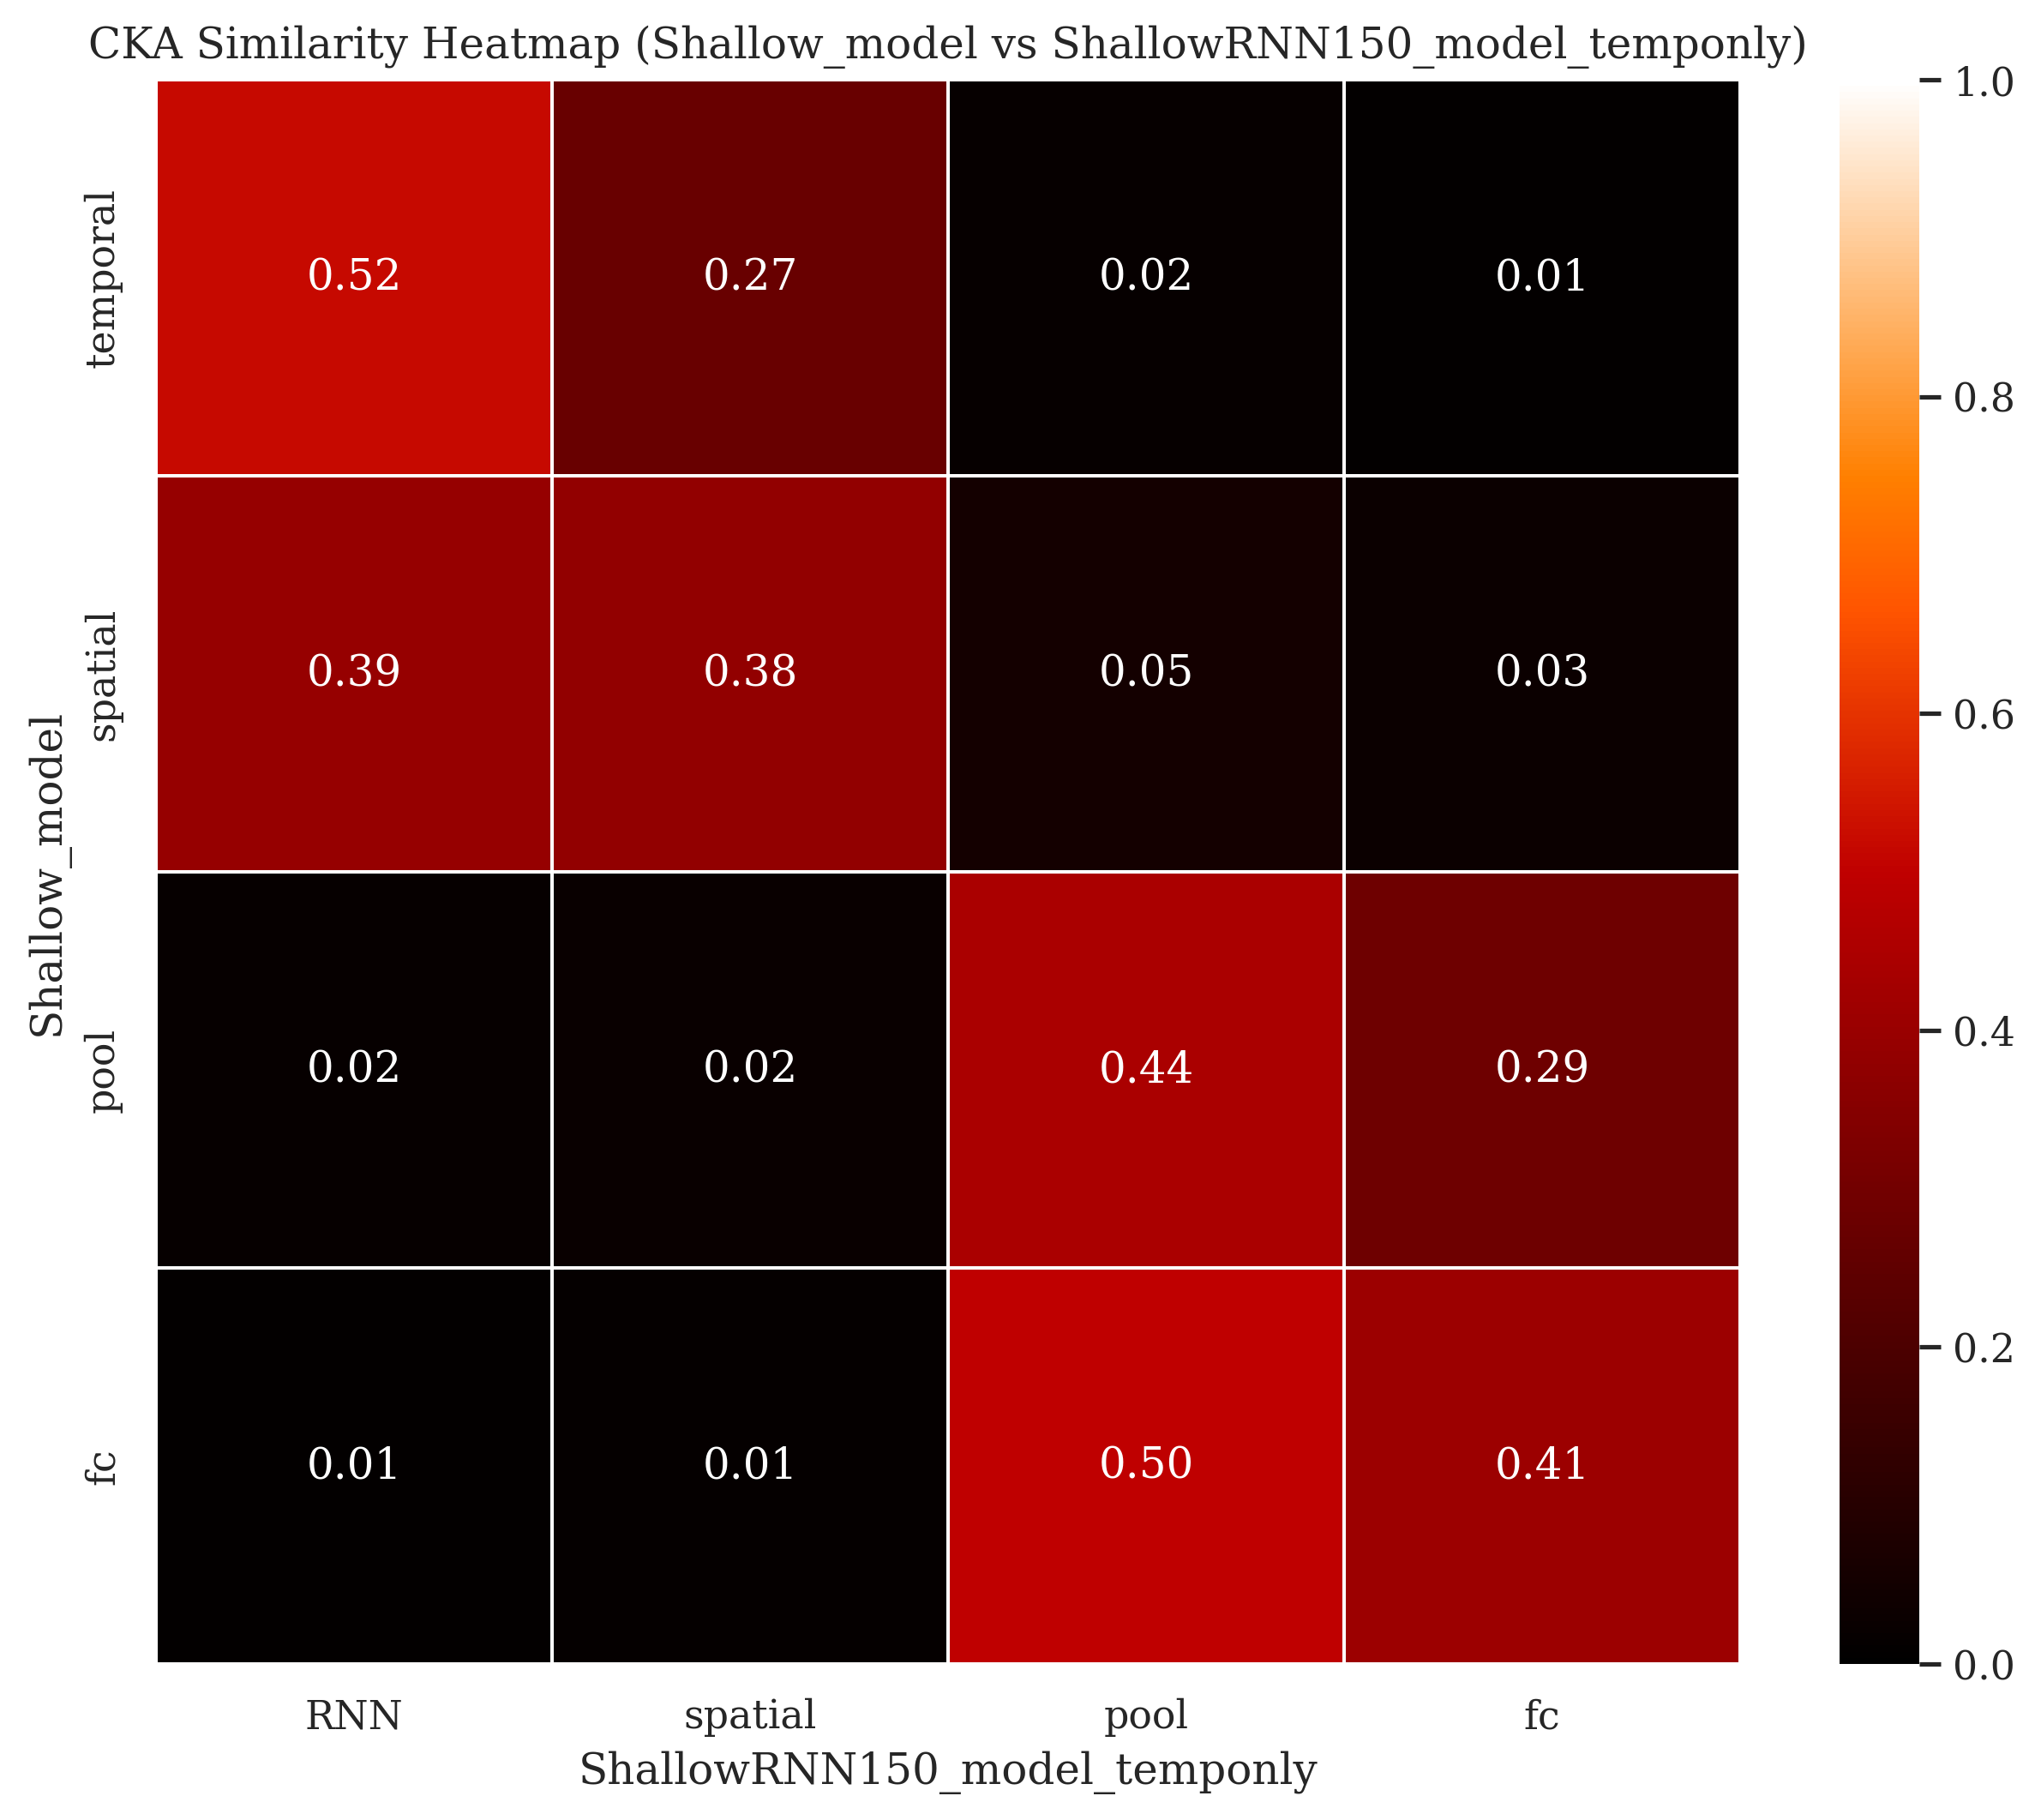 CKA Similarity Heatmap (Shallow_model vs ShallowRNN150_model_temponly)
Shallow_model
temporal
0.52 0.27 0.02 0.01
spatial
0.39 0.38 0.05 0.03
pool
0.02 0.02 0.44 0.29
fc
0.01 0.01 0.50 0.41
RNN spatial pool fc
ShallowRNN150_model_temponly
1.0
0.8
0.6
0.4
0.2
0.0